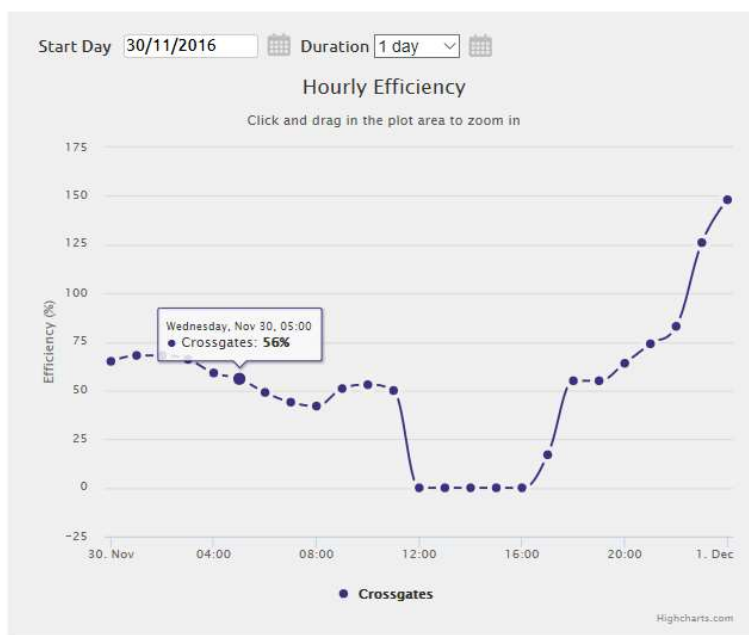 Start Day 30/11/2016 Duration 1 day
Hourly Efficiency
Click and drag in the plot area to zoom in
175
150
125
100
75
50
25
0
-25
Efficiency (%)
Wednesday, Nov 30, 05:00
Crossgates: 56%
30. Nov 04:00 08:00 12:00 16:00 20:00 1. Dec
Crossgates
Highcharts.com